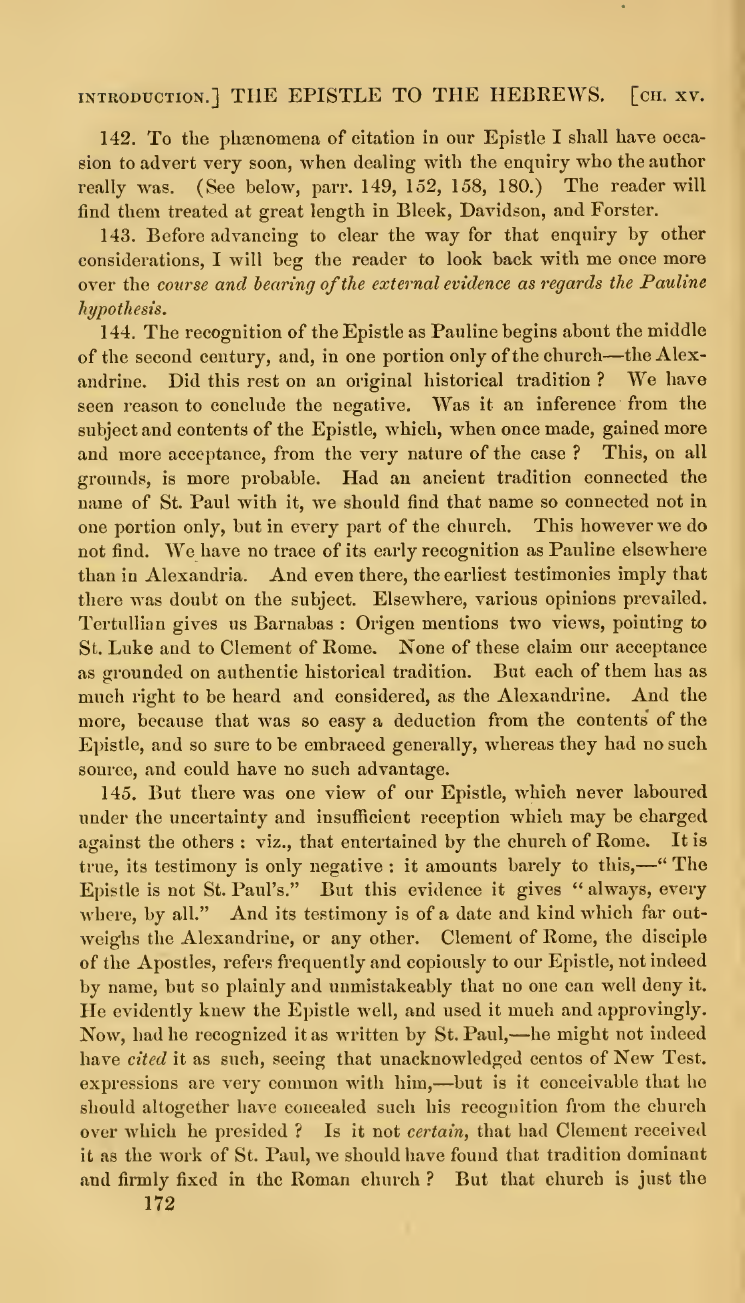 INTRODUCTION.] THE EPISTLE TO THE HEBREWS. [CH. XV.
142. To the phænomena of citation in our Epistle I shall have occa-
sion to advert very soon, when dealing with the enquiry who the author
really was. (See below, parr. 149, 152, 158, 180.) The reader will
find them treated at great length in Bleek, Davidson, and Forster.
143. Before advancing to clear the way for that enquiry by other
considerations, I will beg the reader to look back with me once more
over the course and bearing of the external evidence as regards the Pauline
hypothesis.
144. The recognition of the Epistle as Pauline begins about the middle
of the second century, and, in one portion only of the church—the Alex-
andrine. Did this rest on an original historical tradition ? We have
seen reason to conclude the negative. Was it an inference from the
subject and contents of the Epistle, which, when once made, gained more
and more acceptance, from the very nature of the case ? This, on all
grounds, is more probable. Had an ancient tradition connected the
name of St. Paul with it, we should find that name so connected not in
one portion only, but in every part of the church. This however we do
not find. We have no trace of its early recognition as Pauline elsewhere
than in Alexandria. And even there, the earliest testimonies imply that
there was doubt on the subject. Elsewhere, various opinions prevailed.
Tertullian gives us Barnabas : Origen mentions two views, pointing to
St. Luke and to Clement of Rome. None of these claim our acceptance
as grounded on authentic historical tradition. But each of them has as
much right to be heard and considered, as the Alexandrine. And the
more, because that was so easy a deduction from the contents of the
Epistle, and so sure to be embraced generally, whereas they had no such
source, and could have no such advantage.
145. But there was one view of our Epistle, which never laboured
under the uncertainty and insufficient reception which may be charged
against the others : viz., that entertained by the church of Rome. It is
true, its testimony is only negative : it amounts barely to this,—“ The
Epistle is not St. Paul's.” But this evidence it gives “ always, every
where, by all.” And its testimony is of a date and kind which far out-
weighs the Alexandrine, or any other. Clement of Rome, the disciple
of the Apostles, refers frequently and copiously to our Epistle, not indeed
by name, but so plainly and unmistakeably that no one can well deny it.
He evidently knew the Epistle well, and used it much and approvingly.
Now, had he recognized it as written by St. Paul,—he might not indeed
have cited it as such, seeing that unacknowledged centos of New Test.
expressions are very common with him,—but is it conceivable that he
should altogether have concealed such his recognition from the church
over which he presided ? Is it not certain, that had Clement received
it as the work of St. Paul, we should have found that tradition dominant
and firmly fixed in the Roman church ? But that church is just the
172